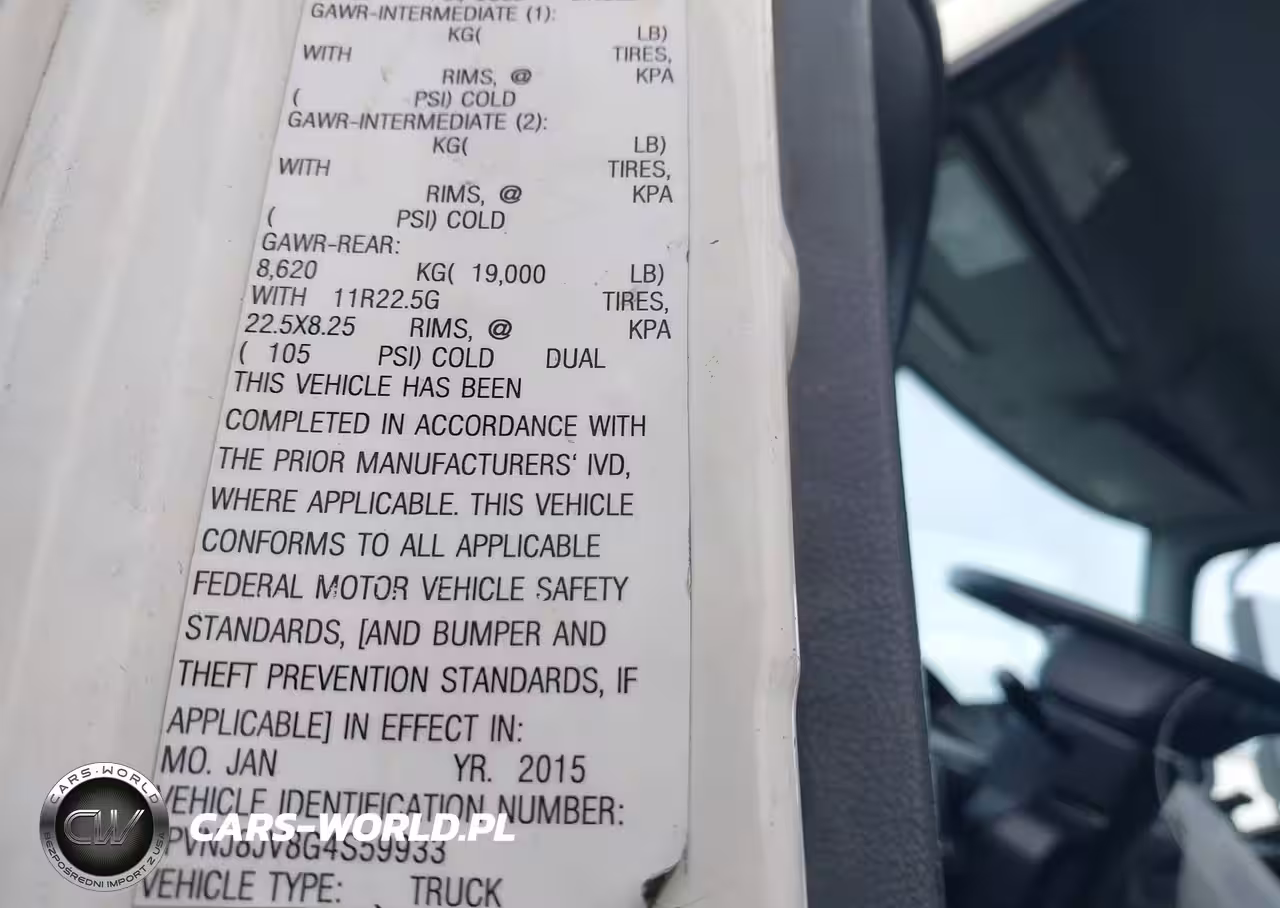 GAWR-INTERMEDIATE (1):
KG( LB)
WITH TIRES,
RIMS, @ KPA
( PSI) COLD
GAWR-INTERMEDIATE (2):
KG( LB)
WITH TIRES,
RIMS, @ KPA
( PSI) COLD
GAWR-REAR:
8,620 KG( 19,000 LB)
WITH 11R22.5G TIRES,
22.5X8.25 RIMS, @ KPA
( 105 PSI) COLD DUAL
THIS VEHICLE HAS BEEN
COMPLETED IN ACCORDANCE WITH
THE PRIOR MANUFACTURERS' IVD,
WHERE APPLICABLE. THIS VEHICLE
CONFORMS TO ALL APPLICABLE
FEDERAL MOTOR VEHICLE SAFETY
STANDARDS, [AND BUMPER AND
THEFT PREVENTION STANDARDS, IF
APPLICABLE] IN EFFECT IN:
MO. JAN YR. 2015
VEHICLE IDENTIFICATION NUMBER:
PVNJ8JV8G4S59933
VEHICLE TYPE: TRUCK
CARS-WORLD
CW
BEZPOŚREDNI IMPORT Z USA
CARS-WORLD.PL